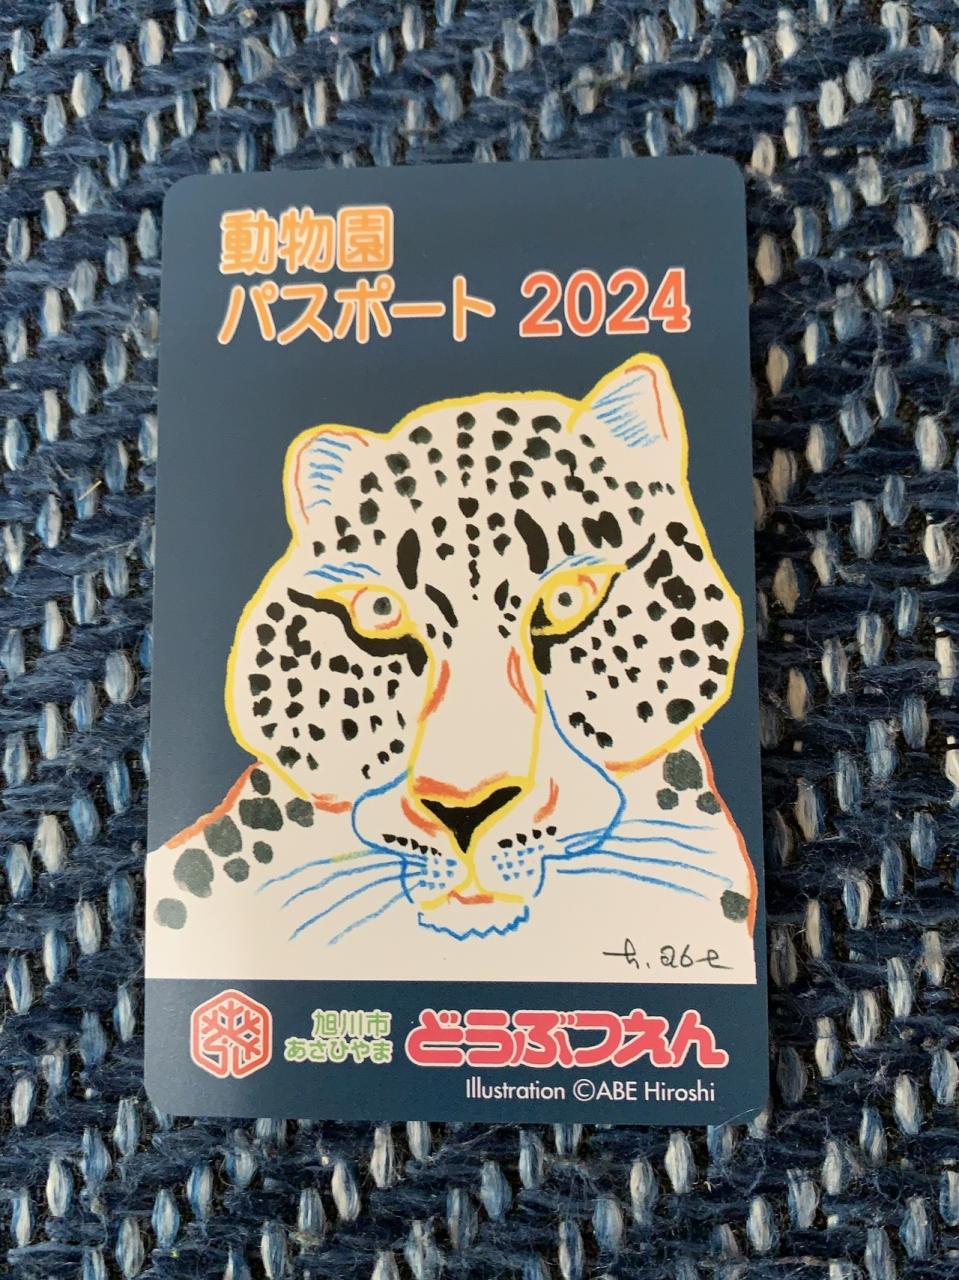 動物園
パスポート 2024
h. abe
旭川市
あさひやま どうぶつえん
Illustration ©ABE Hiroshi